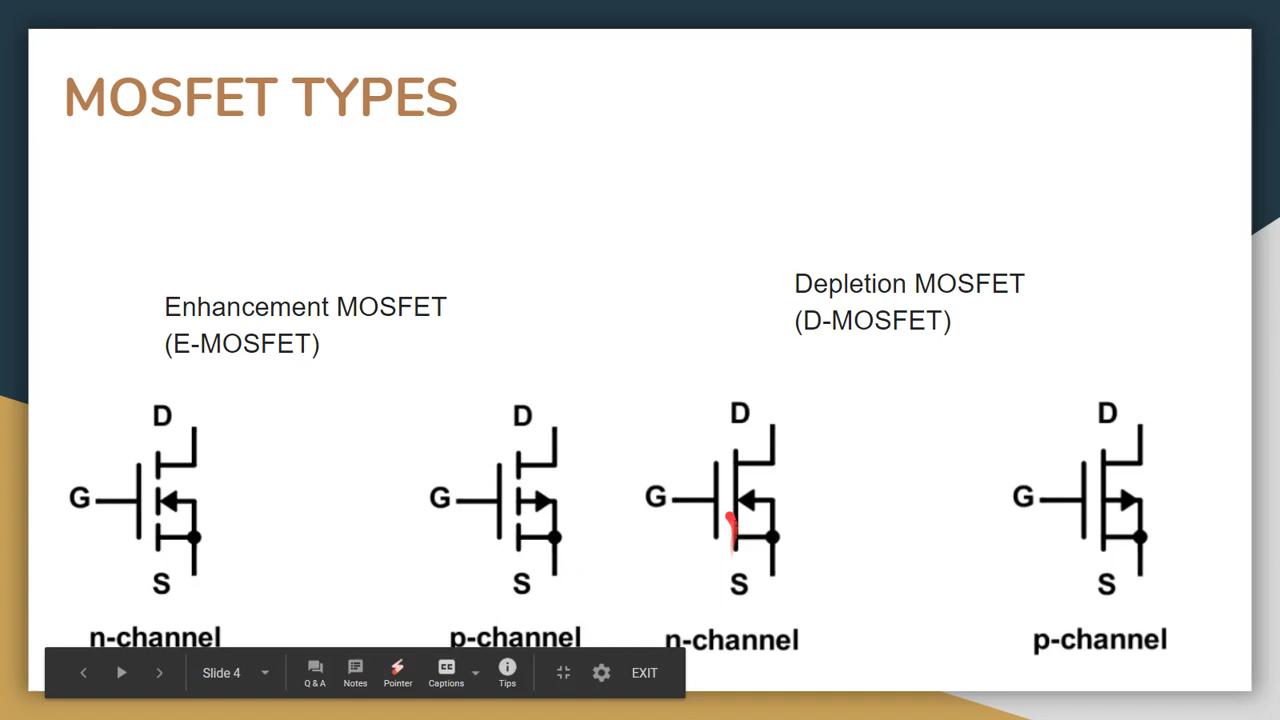 MOSFET TYPES
Enhancement MOSFET
(E-MOSFET)
Depletion MOSFET
(D-MOSFET)
D
G
S
n-channel
D
G
S
p-channel
D
G
S
n-channel
D
G
S
p-channel
Slide 4
Q & A
Notes
Pointer
CC
Captions
Tips
EXIT